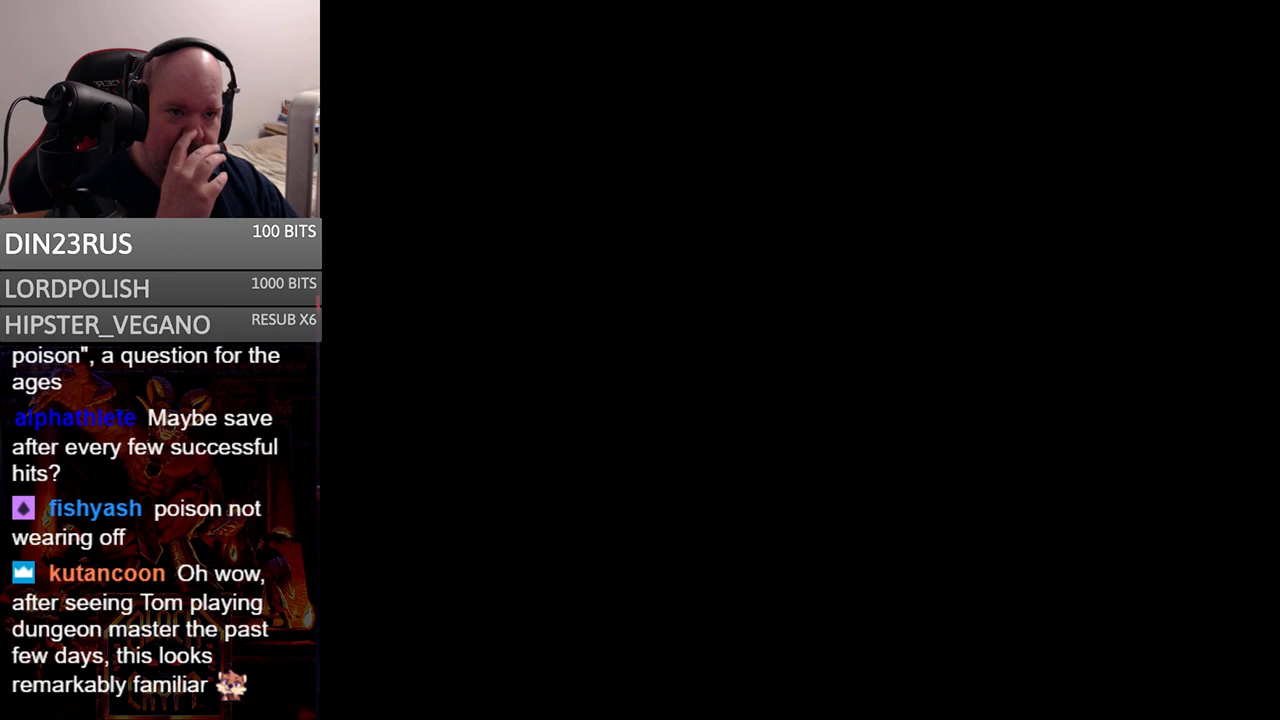 DIN23RUS 100 BITS
LORDPOLISH 1000 BITS
HIPSTER_VEGANO RESUB X6
poison", a question for the
ages
alphathlete Maybe save
after every few successful
hits?
fishyash poison not
wearing off
kutancoon Oh wow,
after seeing Tom playing
dungeon master the past
few days, this looks
remarkably familiar